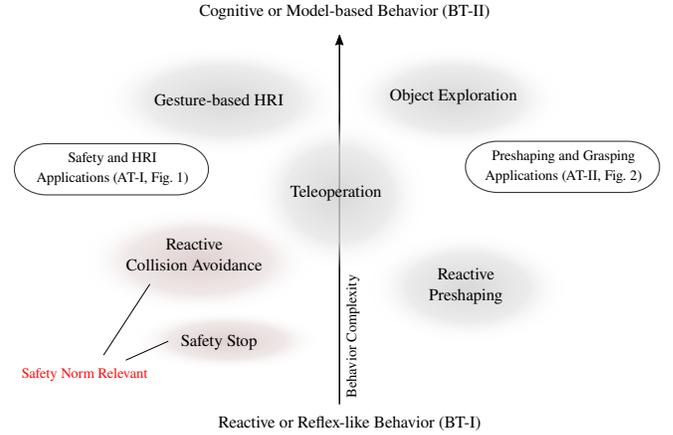 Cognitive or Model-based Behavior (BT-II)
Gesture-based HRI
Object Exploration
Safety and HRI
Applications (AT-I, Fig. 1)
Preshaping and Grasping
Applications (AT-II, Fig. 2)
Teleoperation
Reactive
Collision Avoidance
Reactive
Preshaping
Behavior Complexity
Safety Stop
Safety Norm Relevant
Reactive or Reflex-like Behavior (BT-I)